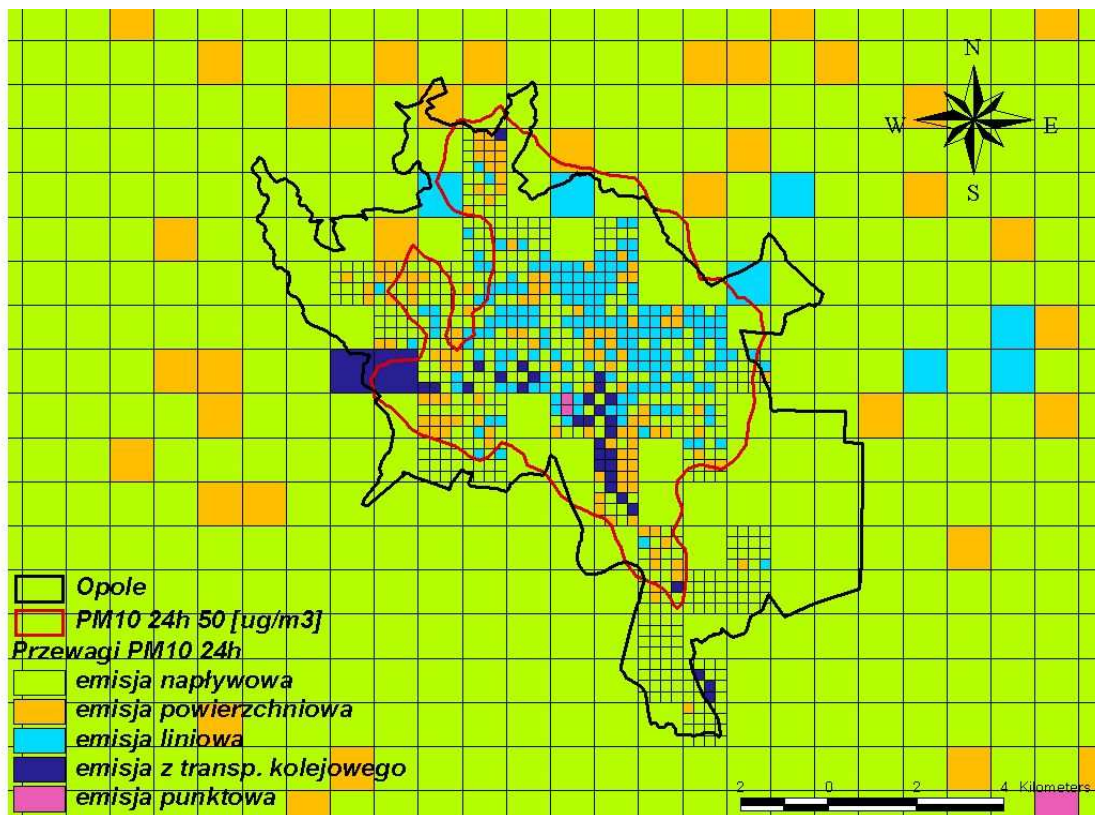 N
W E
S
Opole
PM10 24h 50 [ug/m3]
Przewagi PM10 24h
emisja napływowa
emisja powierzchniowa
emisja liniowa
emisja z transp. kolejowego
emisja punktowa
2 0 2 4 Kilometers